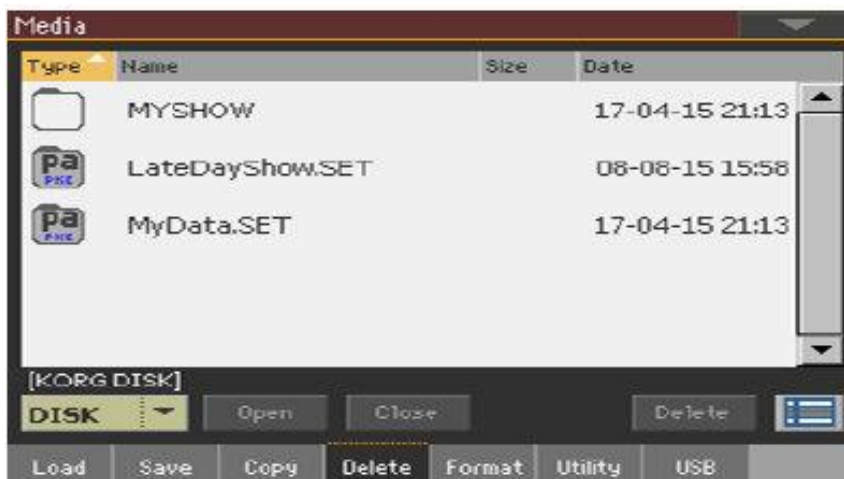 Media
Type Name Size Date
MYSHOW 17-04-15 21:13
pa PKG LateDayShow.SET 08-08-15 15:58
pa PKG MyData.SET 17-04-15 21:13
[KORG DISK]
DISK Open Close Delete
Load Save Copy Delete Format Utility USB